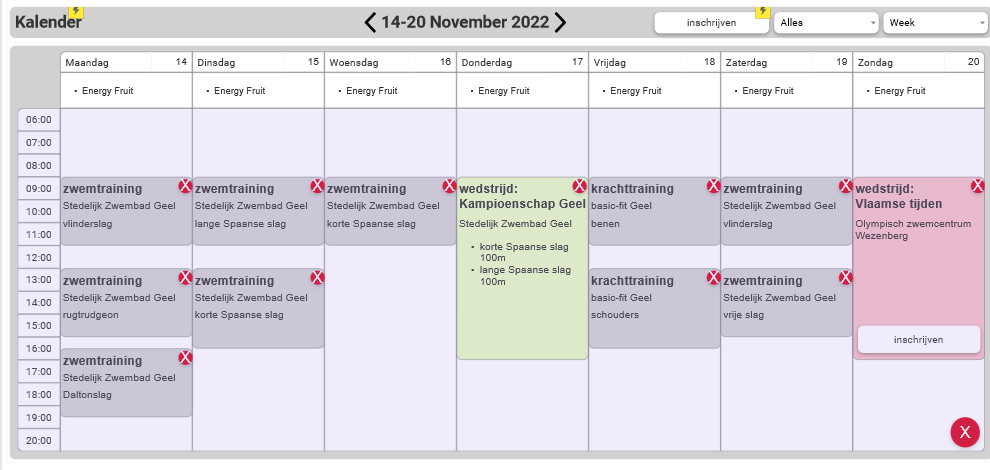 Kalender
14-20 November 2022
inschrijven
Alles
Week
Maandag 14
Dinsdag 15
Woensdag 16
Donderdag 17
Vrijdag 18
Zaterdag 19
Zondag 20
• Energy Fruit
• Energy Fruit
• Energy Fruit
• Energy Fruit
• Energy Fruit
• Energy Fruit
• Energy Fruit
06:00
07:00
08:00
09:00
10:00
11:00
12:00
13:00
14:00
15:00
16:00
17:00
18:00
19:00
20:00
zwemtraining X
Stedelijk Zwembad Geel
vlinderslag
zwemtraining X
Stedelijk Zwembad Geel
rugtrudgeon
zwemtraining X
Stedelijk Zwembad Geel
Daltonslag
zwemtraining X
Stedelijk Zwembad Geel
lange Spaanse slag
zwemtraining X
Stedelijk Zwembad Geel
korte Spaanse slag
zwemtraining X
Stedelijk Zwembad Geel
korte Spaanse slag
wedstrijd: X
Kampioenschap Geel
Stedelijk Zwembad Geel
• korte Spaanse slag
100m
• lange Spaanse slag
100m
krachttraining X
basic-fit Geel
benen
krachttraining X
basic-fit Geel
schouders
zwemtraining X
Stedelijk Zwembad Geel
vlinderslag
zwemtraining X
Stedelijk Zwembad Geel
vrije slag
wedstrijd: X
Vlaamse tijden
Olympisch zwemcentrum
Wezenberg
inschrijven
X